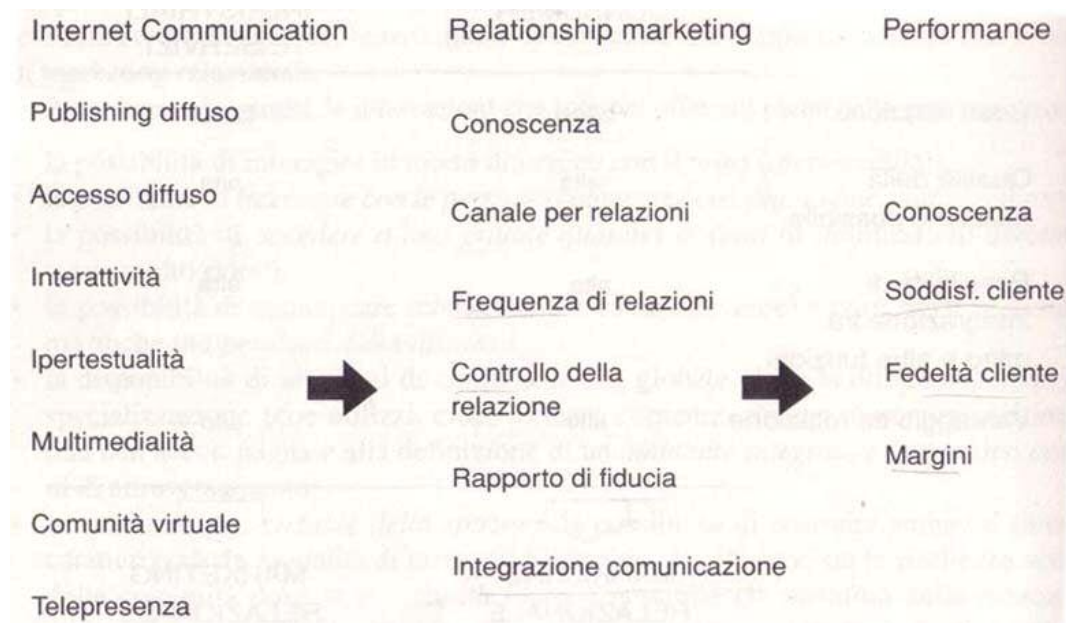 Internet Communication
Publishing diffuso
Accesso diffuso
Interattività
Ipertestualità
Multimedialità
Comunità virtuale
Telepresenza
Relationship marketing
Conoscenza
Canale per relazioni
Frequenza di relazioni
Controllo della
relazione
Rapporto di fiducia
Integrazione comunicazione
Performance
Conoscenza
Soddisf. cliente
Fedeltà cliente
Margini